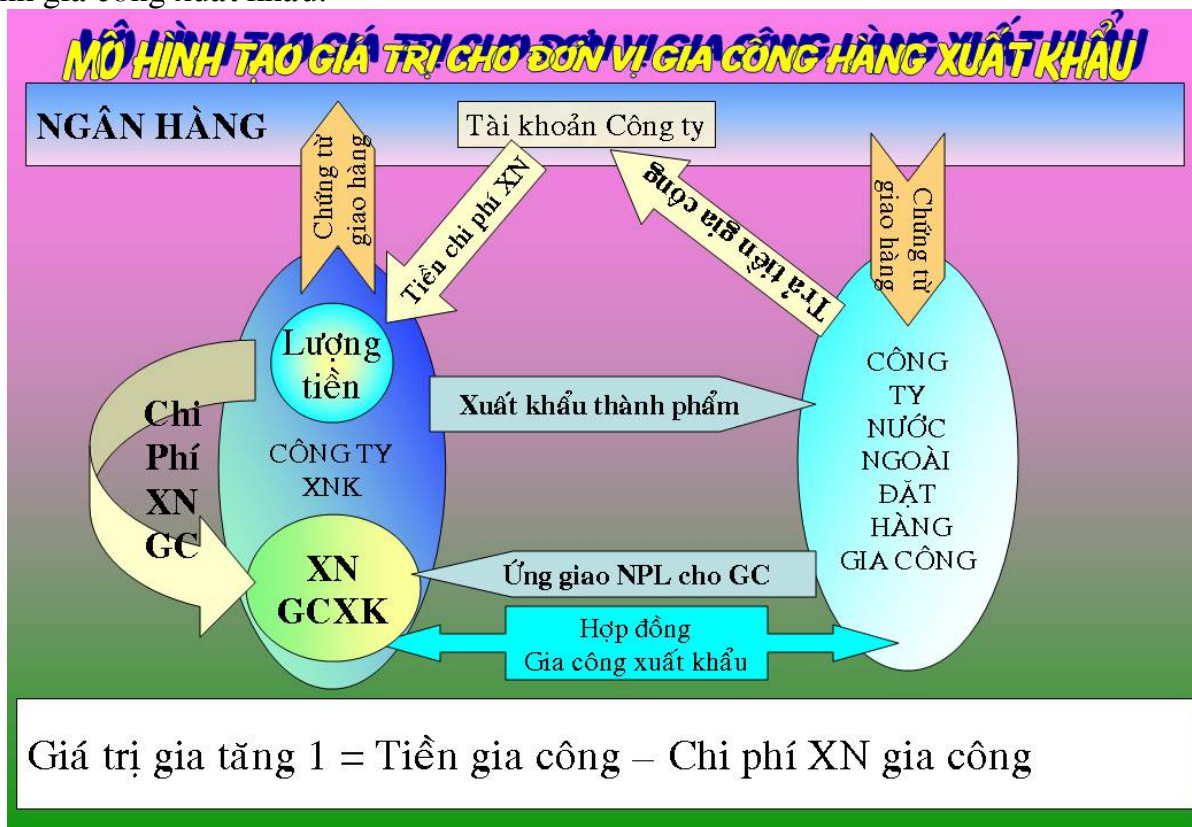 gia công xuất khẩu.
MÔ HÌNH TẠO GIÁ TRỊ CHO ĐƠN VỊ GIA CÔNG HÀNG XUẤT KHẨU
NGÂN HÀNG
Tài khoản Công ty
Chứng từ
giao hàng
Tiền chi phí XN
Trả tiền gia công
Chứng từ
giao hàng
Lượng
tiền
Chi
Phí
XN
GC
CÔNG TY
XNK
Xuất khẩu thành phẩm
CÔNG
TY
NƯỚC
NGOÀI
ĐẶT
HÀNG
GIA CÔNG
XN
GCXK
Ứng giao NPL cho GC
Hợp đồng
Gia công xuất khẩu
Giá trị gia tăng 1 = Tiền gia công – Chi phí XN gia công